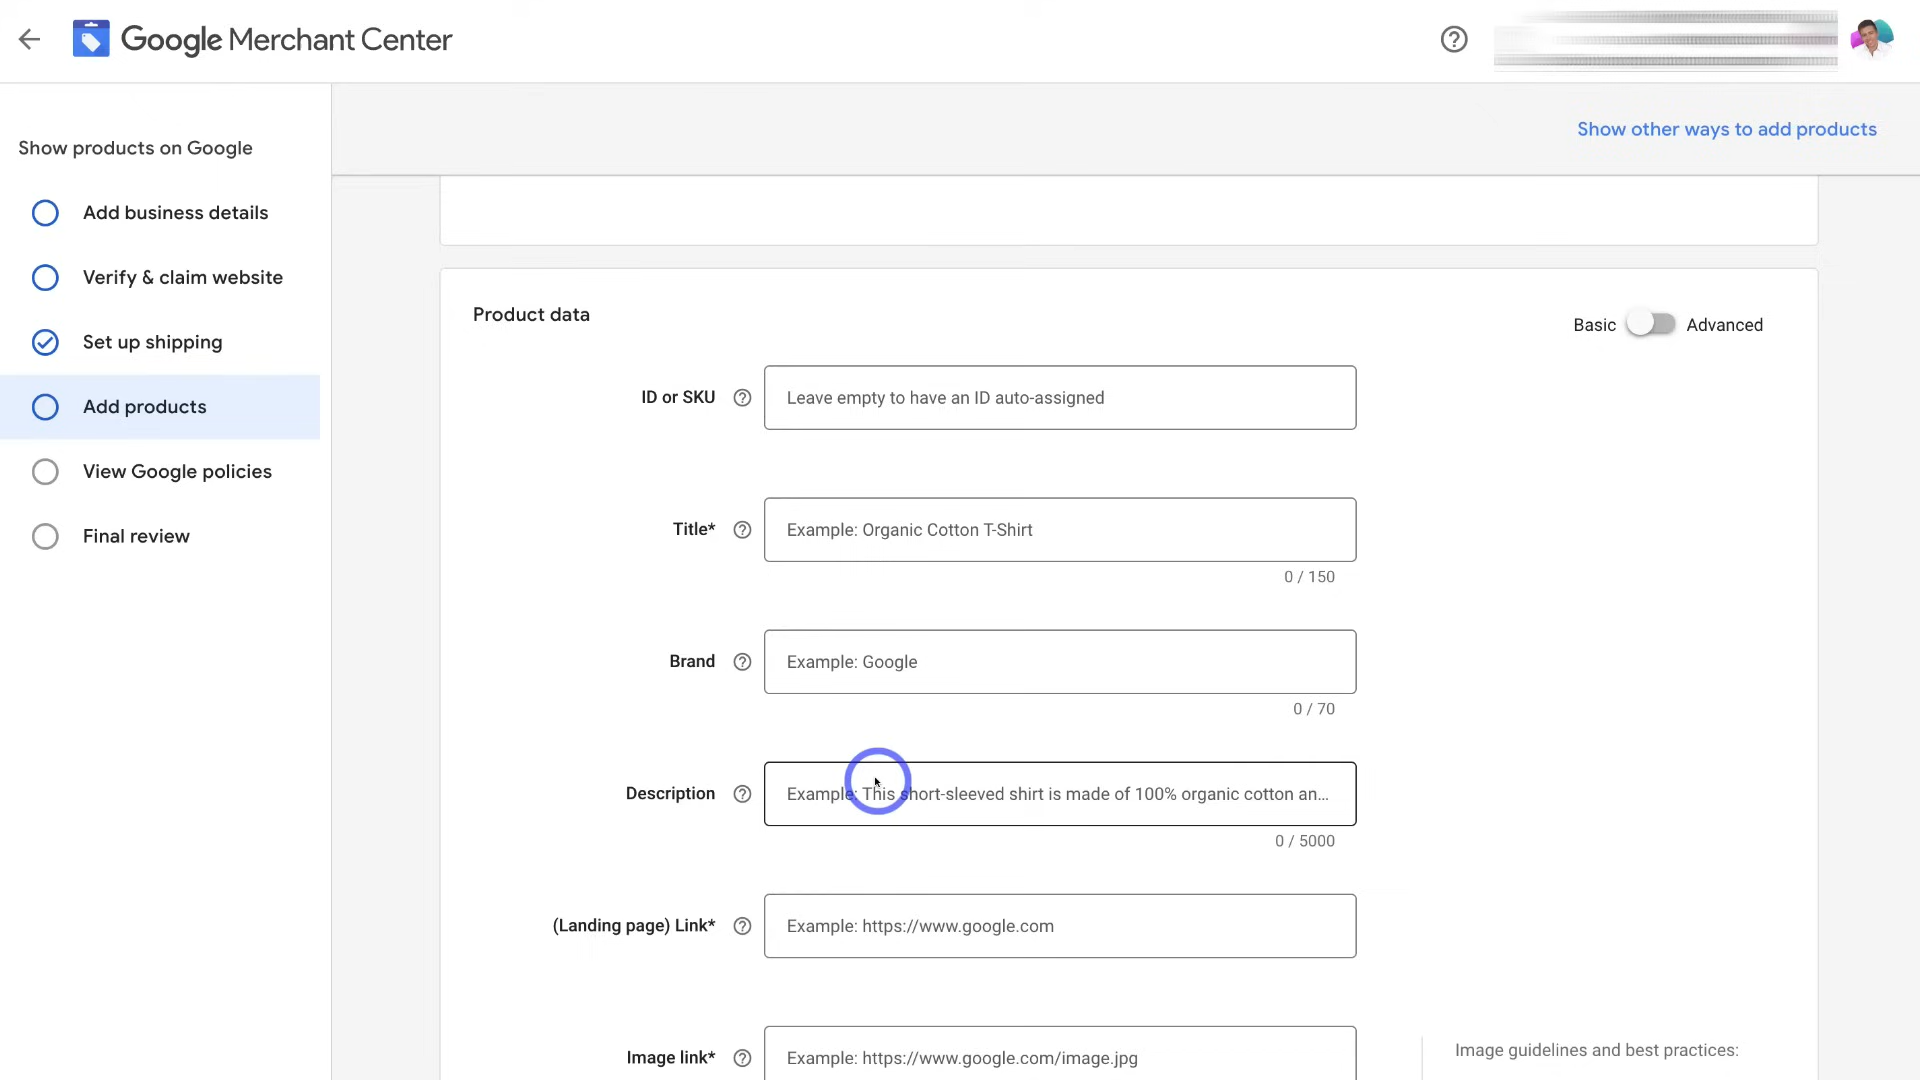 Google Merchant Center
Show other ways to add products
Show products on Google
Add business details
Verify & claim website
Set up shipping
Add products
View Google policies
Final review
Product data
Basic
Advanced
ID or SKU
Leave empty to have an ID auto-assigned
Title*
Example: Organic Cotton T-Shirt
0 / 150
Brand
Example: Google
0 / 70
Description
Example: This short-sleeved shirt is made of 100% organic cotton an...
0 / 5000
(Landing page) Link*
Example: https://www.google.com
Image link*
Example: https://www.google.com/image.jpg
Image guidelines and best practices: